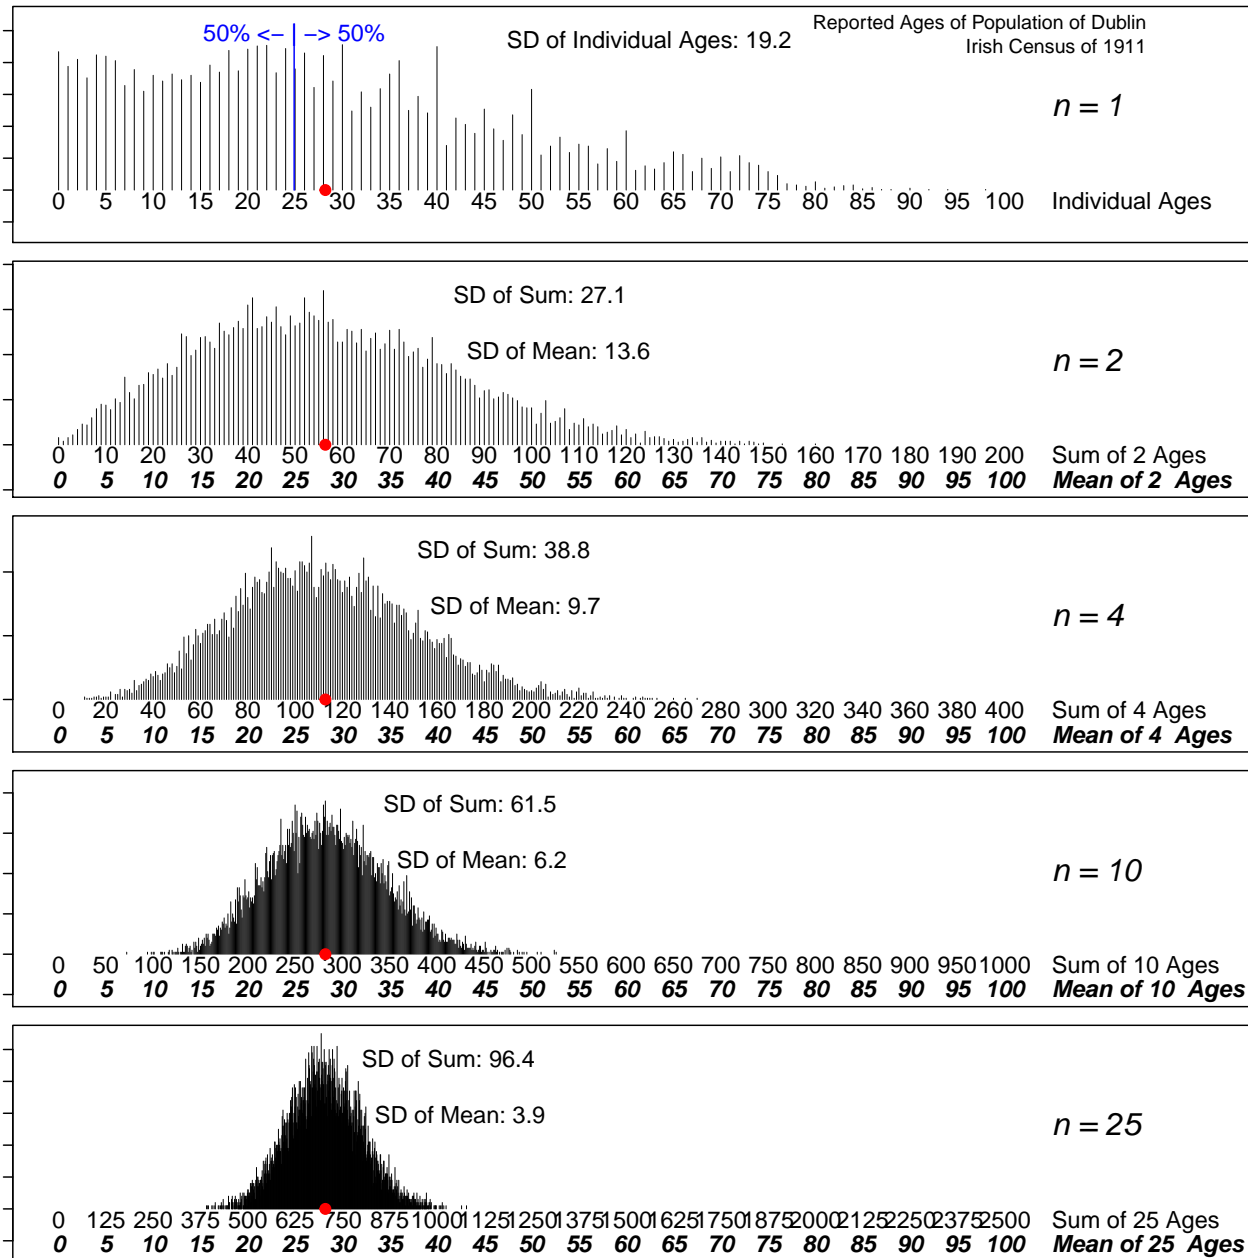 50% <− −> 50%
SD of Individual Ages: 19.2
Reported Ages of Population of Dublin
Irish Census of 1911
n = 1
0 5 10 15 20 25 30 35 40 45 50 55 60 65 70 75 80 85 90 95 100 Individual Ages
SD of Sum: 27.1
SD of Mean: 13.6
n = 2
0 10 20 30 40 50 60 70 80 90 100 110 120 130 140 150 160 170 180 190 200 Sum of 2 Ages
0 5 10 15 20 25 30 35 40 45 50 55 60 65 70 75 80 85 90 95 100 Mean of 2 Ages
SD of Sum: 38.8
SD of Mean: 9.7
n = 4
0 20 40 60 80 100 120 140 160 180 200 220 240 260 280 300 320 340 360 380 400 Sum of 4 Ages
0 5 10 15 20 25 30 35 40 45 50 55 60 65 70 75 80 85 90 95 100 Mean of 4 Ages
SD of Sum: 61.5
SD of Mean: 6.2
n = 10
0 50 100 150 200 250 300 350 400 450 500 550 600 650 700 750 800 850 900 950 1000 Sum of 10 Ages
0 5 10 15 20 25 30 35 40 45 50 55 60 65 70 75 80 85 90 95 100 Mean of 10 Ages
SD of Sum: 96.4
SD of Mean: 3.9
n = 25
0 125 250 375 500 625 750 875 1000 1125 1250 1375 1500 1625 1750 1875 2000 2125 2250 2375 2500 Sum of 25 Ages
0 5 10 15 20 25 30 35 40 45 50 55 60 65 70 75 80 85 90 95 100 Mean of 25 Ages